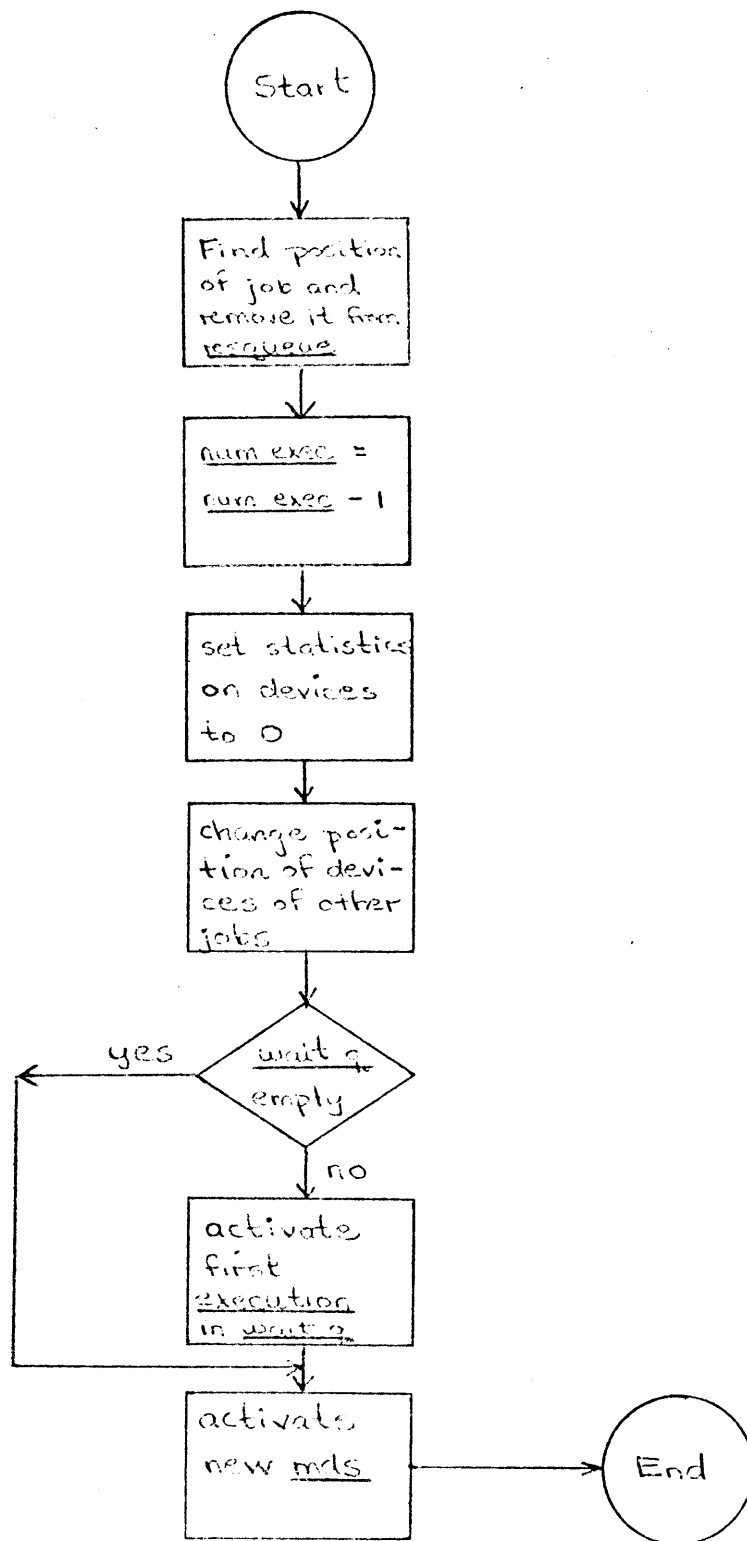 Start
Find position
of job and
remove it from
resqueue
num exec =
num exec - 1
set statistics
on devices
to 0
change posi-
tion of devi-
ces of other
jobs
yes
wait q
empty
no
activate
first
execution
in wait q
activate
new mds
End